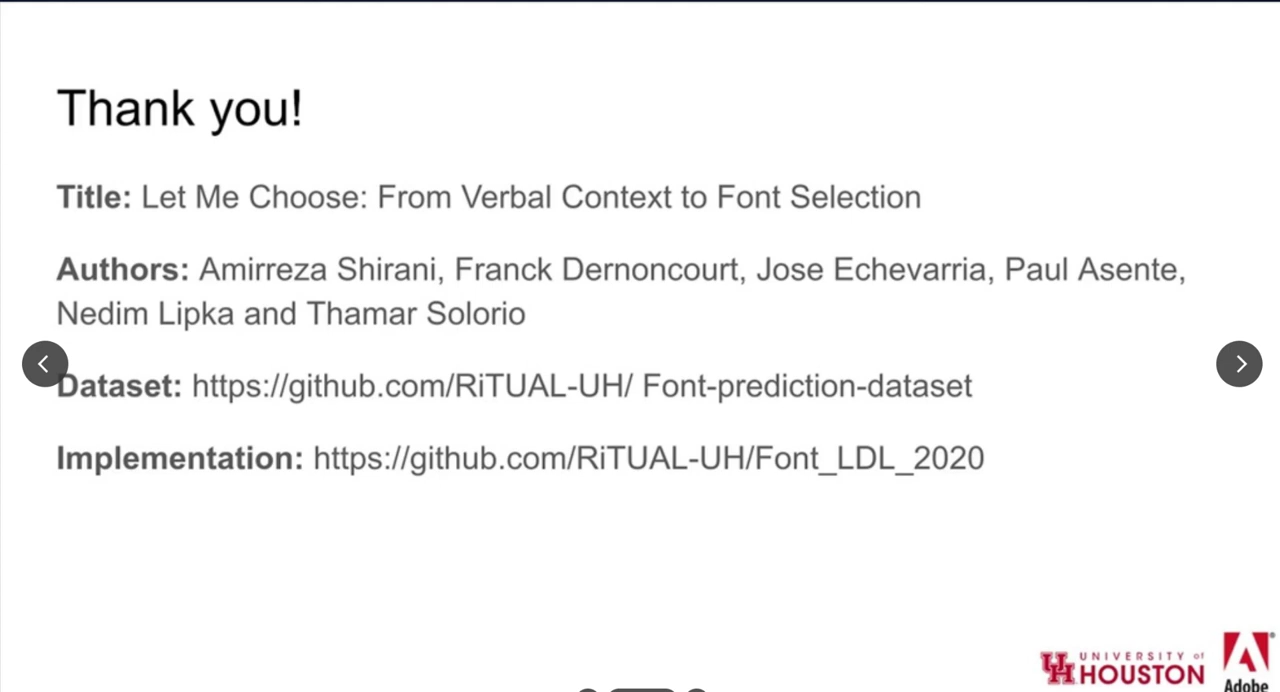 Thank you!
Title: Let Me Choose: From Verbal Context to Font Selection
Authors: Amirreza Shirani, Franck Dernoncourt, Jose Echevarria, Paul Asente,
Nedim Lipka and Thamar Solorio
Dataset: https://github.com/RiTUAL-UH/ Font-prediction-dataset
Implementation: https://github.com/RiTUAL-UH/Font_LDL_2020
UNIVERSITY of
HOUSTON
Adobe